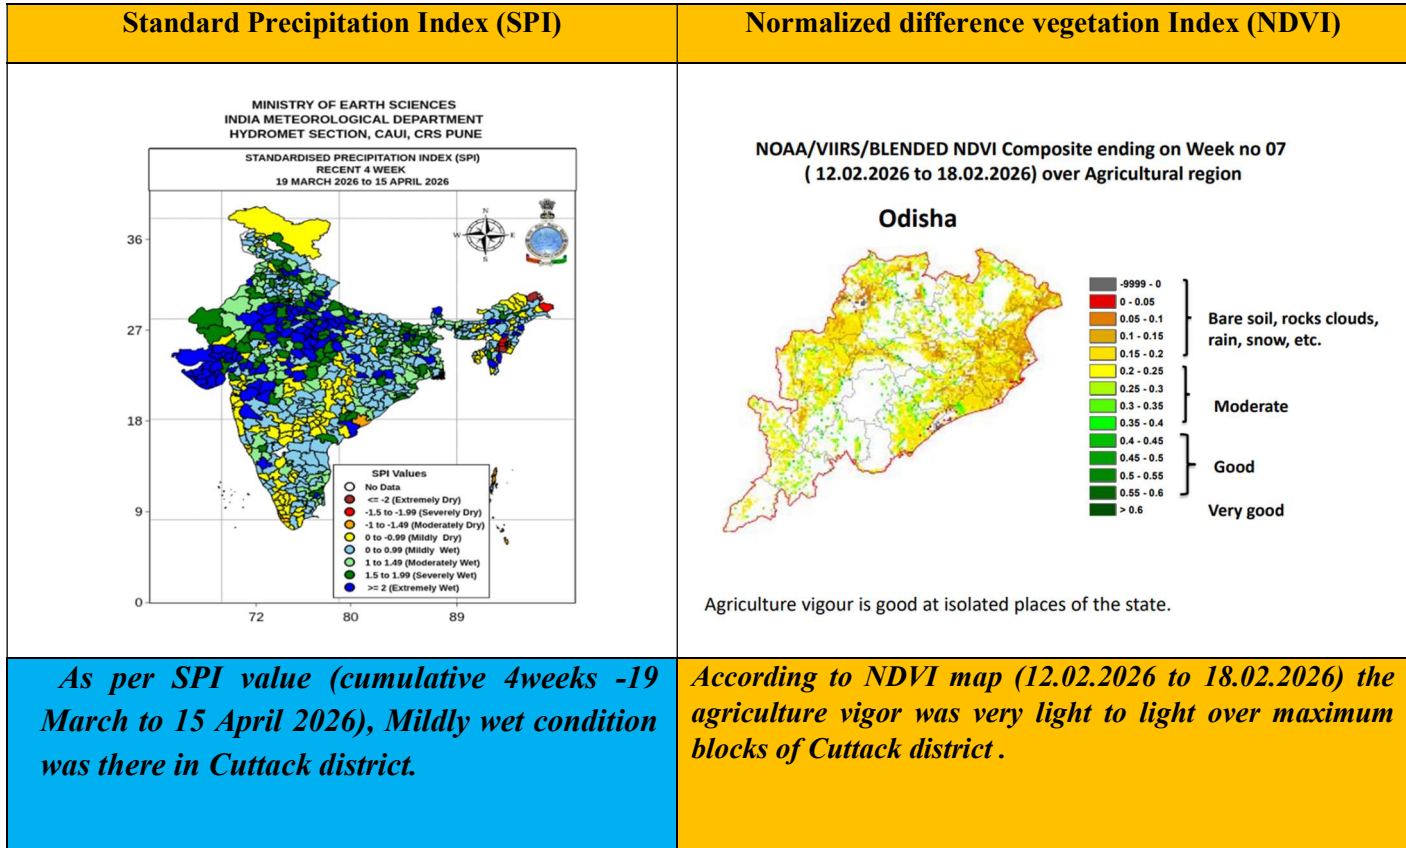 Standard Precipitation Index (SPI)
Normalized difference vegetation Index (NDVI)
MINISTRY OF EARTH SCIENCES
INDIA METEOROLOGICAL DEPARTMENT
HYDROMET SECTION, CAUI, CRS PUNE
STANDARDISED PRECIPITATION INDEX (SPI)
RECENT 4 WEEK
19 MARCH 2026 to 15 APRIL 2026
N
W
E
S
36
27
18
9
0
72
80
89
SPI Values
No Data
<= -2 (Extremely Dry)
-1.5 to -1.99 (Severely Dry)
-1 to -1.49 (Moderately Dry)
0 to -0.99 (Mildly Dry)
0 to 0.99 (Mildly Wet)
1 to 1.49 (Moderately Wet)
1.5 to 1.99 (Severely Wet)
>= 2 (Extremely Wet)
NOAA/VIIRS/BLENDED NDVI Composite ending on Week no 07
( 12.02.2026 to 18.02.2026) over Agricultural region
Odisha
-9999 - 0
0 - 0.05
0.05 - 0.1
0.1 - 0.15
0.15 - 0.2
0.2 - 0.25
0.25 - 0.3
0.3 - 0.35
0.35 - 0.4
0.4 - 0.45
0.45 - 0.5
0.5 - 0.55
0.55 - 0.6
> 0.6
Bare soil, rocks clouds,
rain, snow, etc.
Moderate
Good
Very good
Agriculture vigour is good at isolated places of the state.
As per SPI value (cumulative 4weeks -19
March to 15 April 2026), Mildly wet condition
was there in Cuttack district.
According to NDVI map (12.02.2026 to 18.02.2026) the
agriculture vigor was very light to light over maximum
blocks of Cuttack district .